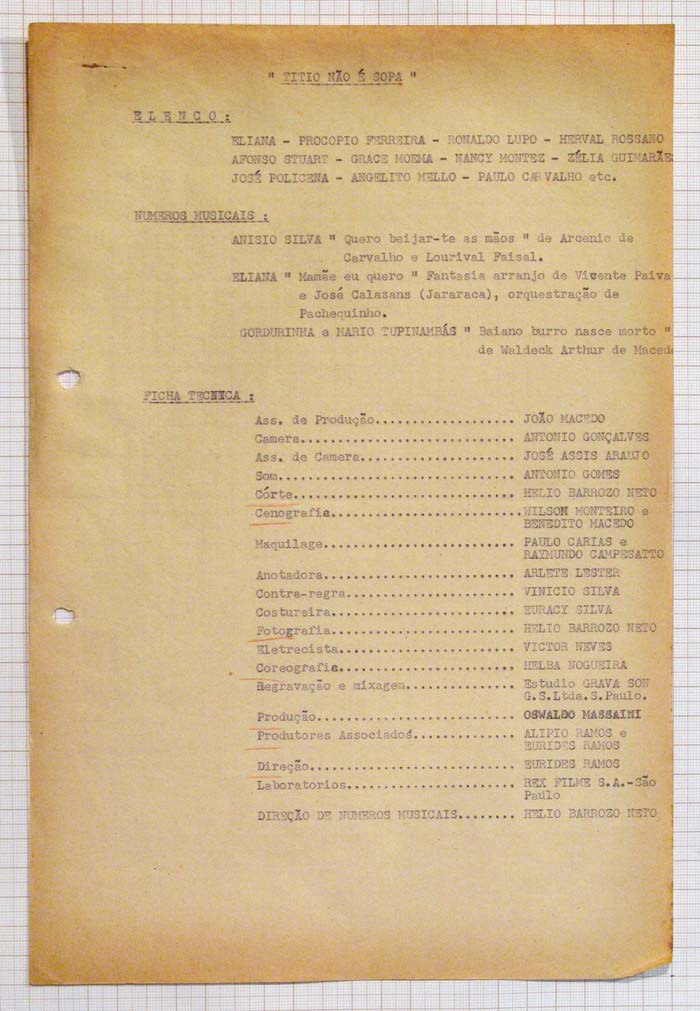 " TITIO NÃO É SOPA "
ELENCO:
ELIANA - PROCOPIO FERREIRA - RONALDO LUPO - HERVAL ROSSANO
AFONSO STUART - GRACE MOEMA - NANCY MONTEZ - ZÉLIA GUIMARÃE
JOSÉ POLICENA - ANGELITO MELLO - PAULO CARVALHO etc.
NUMEROS MUSICAIS :
ANISIO SILVA " Quero beijar-te as mãos " de Arcenio de
Carvalho e Lourival Faisal.
ELIANA " Mamãe eu quero " Fantasia arranjo de Vicente Paiva
e José Calazans (Jararaca), orquestração de
Pachequinho.
GORDURINHA e MARIO TUPINAMBÁS " Baiano burro nasce morto "
de Waldeck Arthur de Macedo
FICHA TECNICA :
Ass. de Produção................... JOÃO MACEDO
Camera............................. ANTONIO GONÇALVES
Ass. de Camera..................... JOSÉ ASSIS ARAUJO
Som................................ ANTONIO GOMES
Córte.............................. HELIO BARROZO NETO
Cenografia......................... WILSON MONTEIRO e
BENEDITO MACEDO
Maquilage.......................... PAULO CARIAS e
RAYMUNDO CAMPESATTO
Anotadora.......................... ARLETE LESTER
Contra-regra....................... VINICIO SILVA
Costureira......................... EURACY SILVA
Fotografia......................... HELIO BARROZO NETO
Eletrecista........................ VICTOR NEVES
Coreografia........................ HELBA NOGUEIRA
Regravação e mixagem............... Estudio GRAVA SON
G.S.Ltda.S.Paulo.
Produção........................... OSWALDO MASSAIMI
Produtores Associados.............. ALIPIO RAMOS e
EURIDES RAMOS
Direção............................ EURIDES RAMOS
Laboratorios....................... REX FILME S.A.-São
Paulo
DIREÇÃO DE NUMEROS MUSICAIS........ HELIO BARROZO NETO